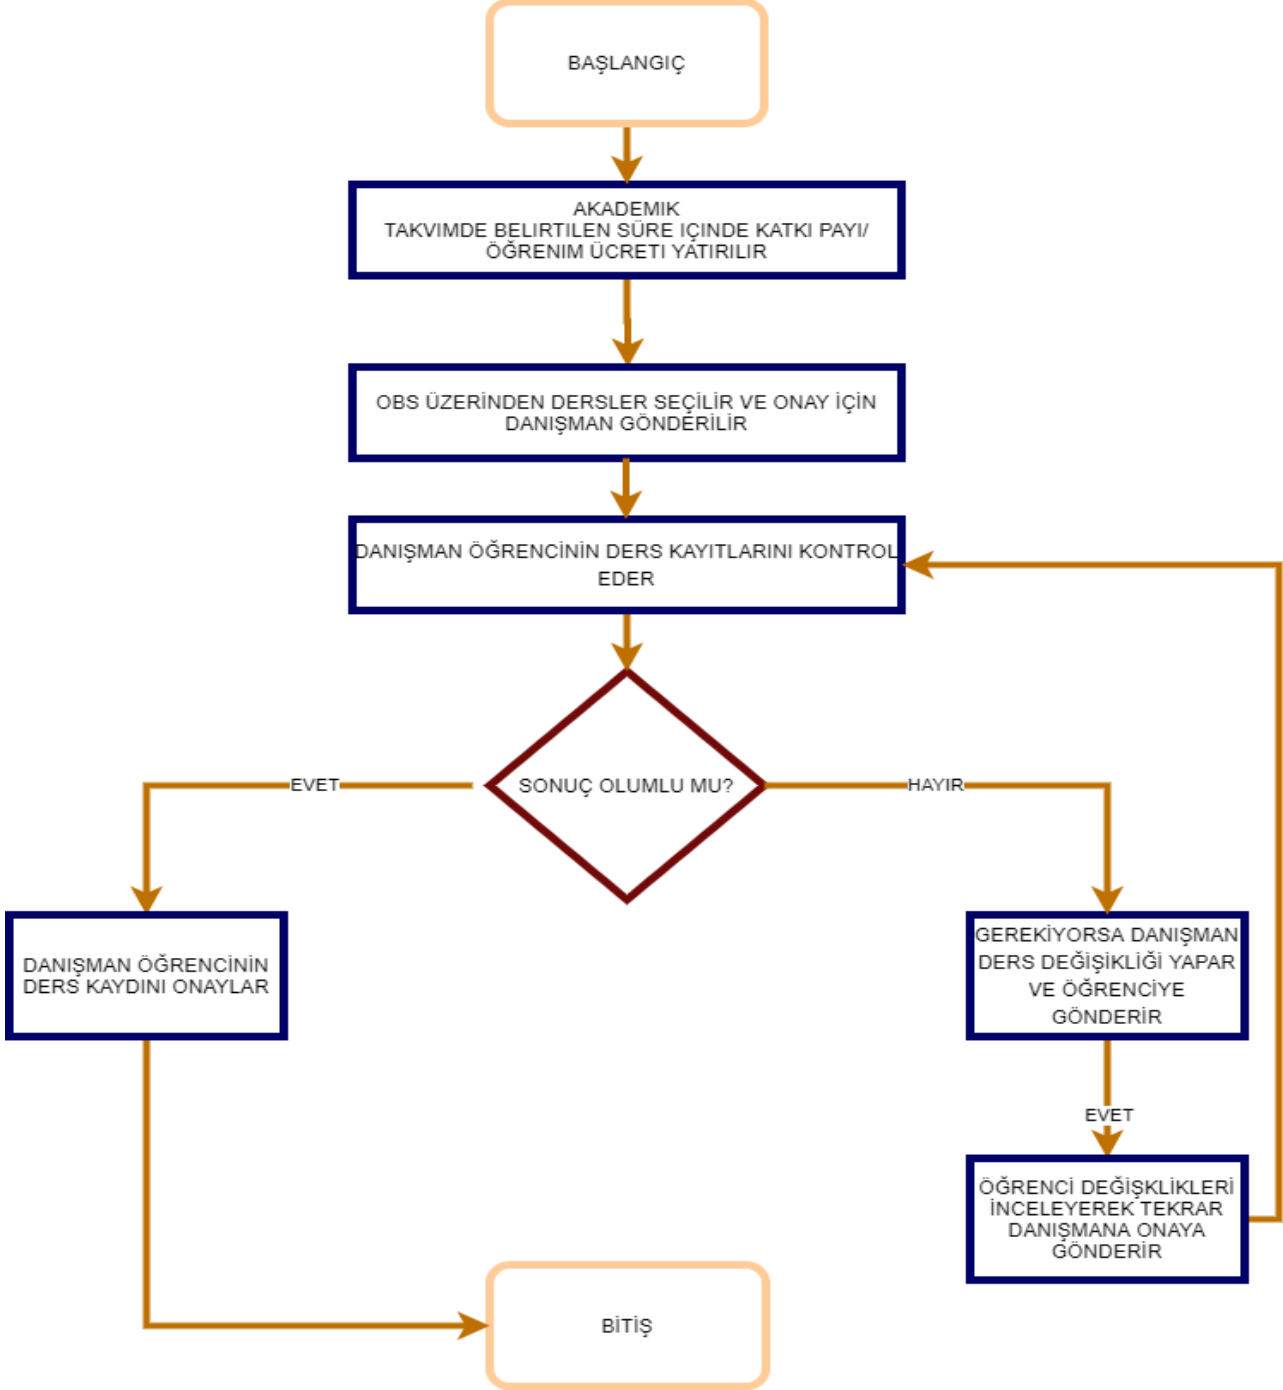 BAŞLANGIÇ
AKADEMIK
TAKVIMDE BELIRTILEN SÜRE IÇINDE KATKI PAYI/
ÖĞRENIM ÜCRETI YATIRILIR
OBS ÜZERİNDEN DERSLER SEÇİLİR VE ONAY İÇİN
DANIŞMAN GÖNDERİLİR
DANIŞMAN ÖĞRENCİNİN DERS KAYITLARINI KONTROL
EDER
SONUÇ OLUMLU MU?
EVET
HAYIR
DANIŞMAN ÖĞRENCİNİN
DERS KAYDINI ONAYLAR
GEREKİYORSA DANIŞMAN
DERS DEĞİŞİKLİĞİ YAPAR
VE ÖĞRENCİYE
GÖNDERİR
EVET
ÖĞRENCİ DEĞİŞKLİKLERİ
İNCELEYEREK TEKRAR
DANIŞMANA ONAYA
GÖNDERİR
BİTİŞ